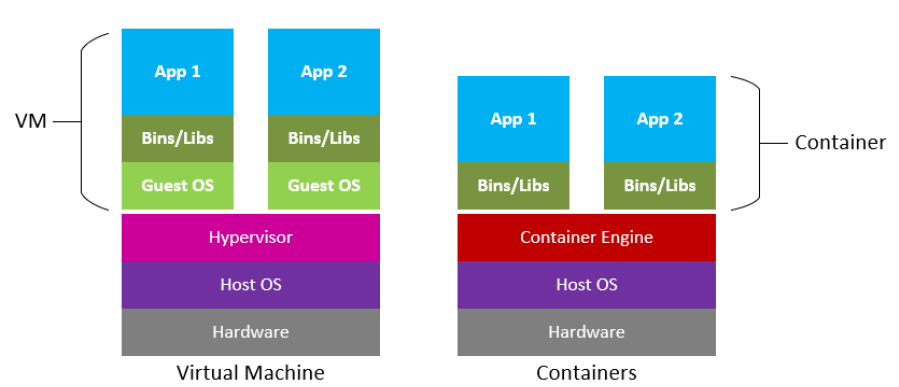 VM
App 1
App 2
Bins/Libs
Bins/Libs
Guest OS
Guest OS
Hypervisor
Host OS
Hardware
Virtual Machine
App 1
App 2
Bins/Libs
Bins/Libs
Container
Container Engine
Host OS
Hardware
Containers